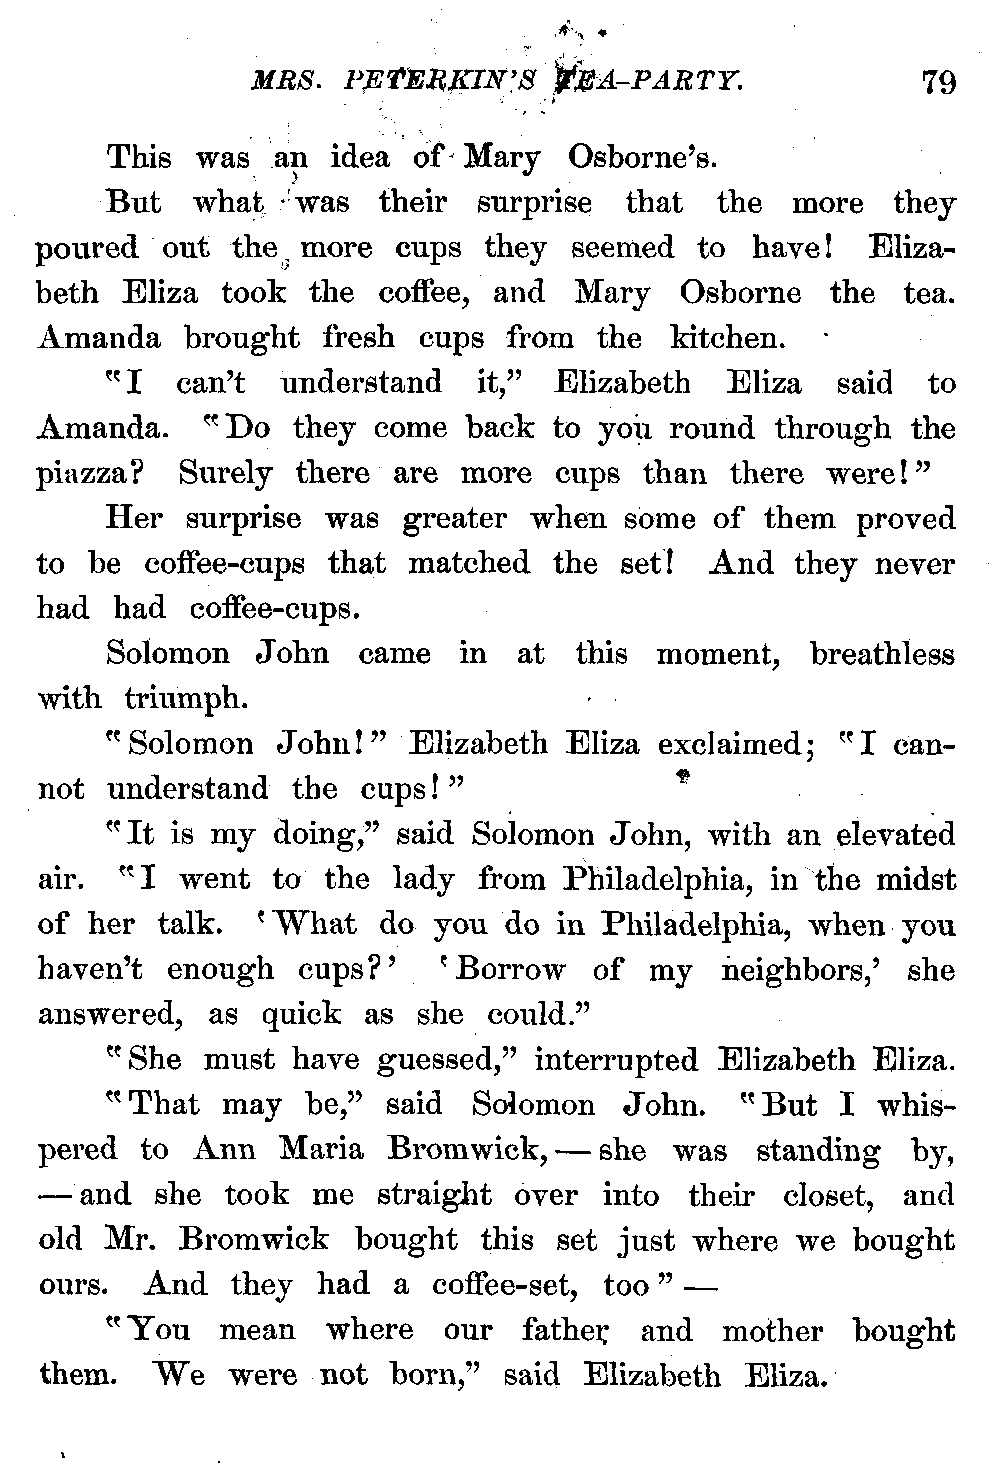 MRS. PETERKIN'S TEA-PARTY. 79
This was an idea of Mary Osborne's.
But what was their surprise that the more they
poured out the more cups they seemed to have! Eliza-
beth Eliza took the coffee, and Mary Osborne the tea.
Amanda brought fresh cups from the kitchen.
"I can't understand it," Elizabeth Eliza said to
Amanda. "Do they come back to you round through the
piazza? Surely there are more cups than there were!"
Her surprise was greater when some of them proved
to be coffee-cups that matched the set! And they never
had had coffee-cups.
Solomon John came in at this moment, breathless
with triumph.
"Solomon John!" Elizabeth Eliza exclaimed; "I can-
not understand the cups!"
"It is my doing," said Solomon John, with an elevated
air. "I went to the lady from Philadelphia, in the midst
of her talk. 'What do you do in Philadelphia, when you
haven't enough cups?' 'Borrow of my neighbors,' she
answered, as quick as she could."
"She must have guessed," interrupted Elizabeth Eliza.
"That may be," said Solomon John. "But I whis-
pered to Ann Maria Bromwick,—she was standing by,
—and she took me straight over into their closet, and
old Mr. Bromwick bought this set just where we bought
ours. And they had a coffee-set, too"—
"You mean where our father and mother bought
them. We were not born," said Elizabeth Eliza.